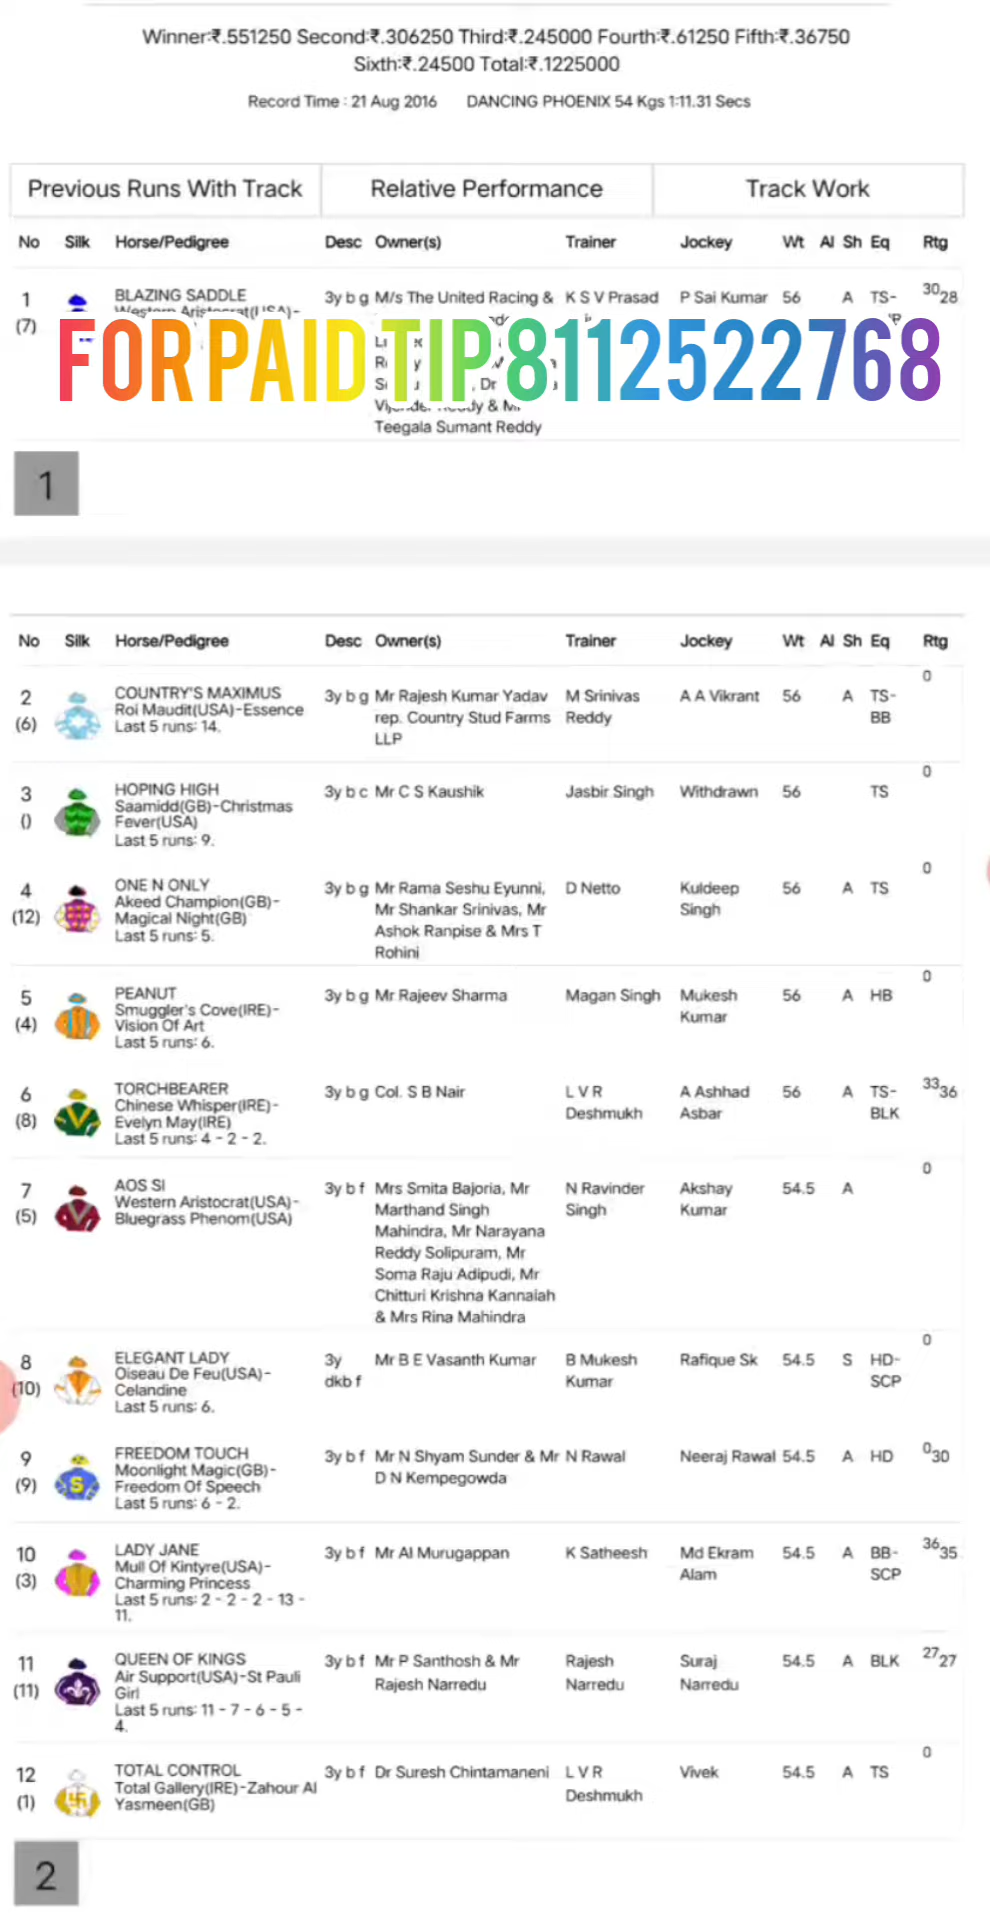 Winner:₹.551250 Second:₹.306250 Third:₹.245000 Fourth:₹.61250 Fifth:₹.36750
Sixth:₹.24500 Total:₹.1225000
Record Time : 21 Aug 2016 DANCING PHOENIX 54 Kgs 1:11.31 Secs
Previous Runs With Track Relative Performance Track Work
No Silk Horse/Pedigree Desc Owner(s) Trainer Jockey Wt Al Sh Eq Rtg
1 BLAZING SADDLE 3y b g M/s The United Racing & K S V Prasad P Sai Kumar 56 A TS- 30 28
(7) Western Aristocrat(USA)-
FOR PAID TIP 8112522768
& Mr
Teegala Sumant Reddy
1
No Silk Horse/Pedigree Desc Owner(s) Trainer Jockey Wt Al Sh Eq Rtg
0
2 COUNTRY'S MAXIMUS 3y b g Mr Rajesh Kumar Yadav M Srinivas A A Vikrant 56 A TS-
(6) Roi Maudit(USA)-Essence rep. Country Stud Farms Reddy BB
Last 5 runs: 14. LLP
0
3 HOPING HIGH 3y b c Mr C S Kaushik Jasbir Singh Withdrawn 56 TS
() Saamidd(GB)-Christmas
Fever(USA)
Last 5 runs: 9.
0
4 ONE N ONLY 3y b g Mr Rama Seshu Eyunni, D Netto Kuldeep 56 A TS
(12) Akeed Champion(GB)- Mr Shankar Srinivas, Mr Singh
Magical Night(GB) Ashok Ranpise & Mrs T
Last 5 runs: 5. Rohini
0
5 PEANUT 3y b g Mr Rajeev Sharma Magan Singh Mukesh 56 A HB
(4) Smuggler's Cove(IRE)- Kumar
Vision Of Art
Last 5 runs: 6.
6 TORCHBEARER 3y b g Col. S B Nair L V R A Ashhad 56 A TS- 33 36
(8) Chinese Whisper(IRE)- Deshmukh Asbar BLK
Evelyn May(IRE)
Last 5 runs: 4 - 2 - 2.
0
7 AOS SI 3y b f Mrs Smita Bajoria, Mr N Ravinder Akshay 54.5 A
(5) Western Aristocrat(USA)- Marthand Singh Singh Kumar
Bluegrass Phenom(USA) Mahindra, Mr Narayana
Reddy Solipuram, Mr
Soma Raju Adipudi, Mr
Chitturi Krishna Kannaiah
& Mrs Rina Mahindra
0
8 ELEGANT LADY 3y Mr B E Vasanth Kumar B Mukesh Rafique Sk 54.5 S HD-
(10) Oiseau De Feu(USA)- dkb f Kumar SCP
Celandine
Last 5 runs: 6.
9 FREEDOM TOUCH 3y b f Mr N Shyam Sunder & Mr N Rawal Neeraj Rawal 54.5 A HD 0 30
(9) Moonlight Magic(GB)- D N Kempegowda
Freedom Of Speech
Last 5 runs: 6 - 2.
10 LADY JANE 3y b f Mr AI Murugappan K Satheesh Md Ekram 54.5 A BB- 36 35
(3) Mull Of Kintyre(USA)- Alam SCP
Charming Princess
Last 5 runs: 2 - 2 - 2 - 13 -
11.
11 QUEEN OF KINGS 3y b f Mr P Santhosh & Mr Rajesh Suraj 54.5 A BLK 27 27
(11) Air Support(USA)-St Pauli Rajesh Narredu Narredu Narredu
Girl
Last 5 runs: 11 - 7 - 6 - 5 -
4.
0
12 TOTAL CONTROL 3y b f Dr Suresh Chintamaneni L V R Vivek 54.5 A TS
(1) Total Gallery(IRE)-Zahour Al Deshmukh
Yasmeen(GB)
2